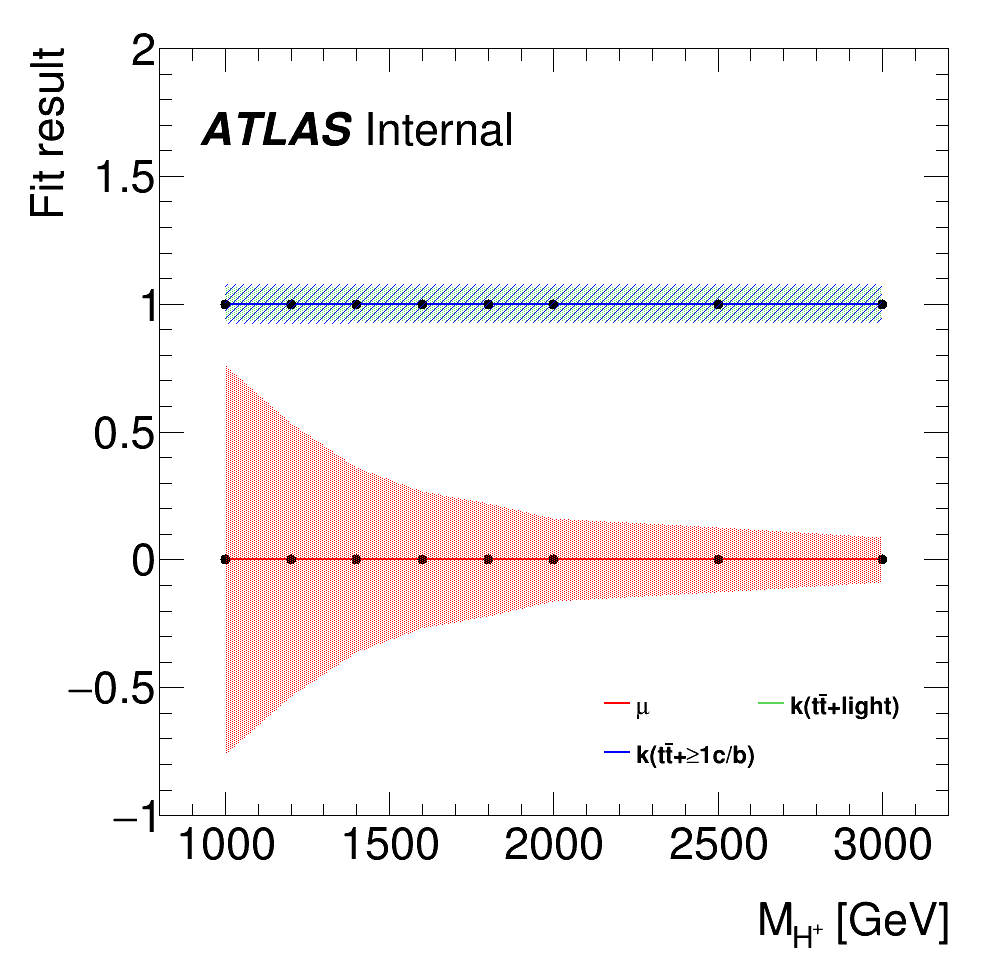 Fit result
2
1.5
1
0.5
0
−0.5
−1
ATLAS Internal
μ
k(tt̄+light)
k(tt̄+≥1c/b)
1000 1500 2000 2500 3000
M_H⁺ [GeV]